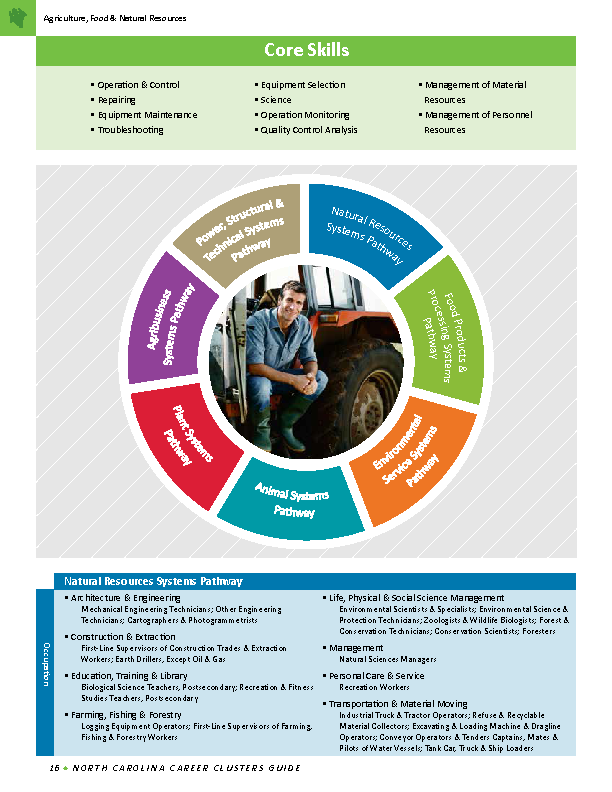 Agriculture, Food & Natural Resources
Core Skills
• Operation & Control
• Repairing
• Equipment Maintenance
• Troubleshooting
• Equipment Selection
• Science
• Operation Monitoring
• Quality Control Analysis
• Management of Material
Resources
• Management of Personnel
Resources
Natural Resources
Systems Pathway
Food Products &
Processing Systems
Pathway
Environmental
Service Systems
Pathway
Animal Systems
Pathway
Plant Systems
Pathway
Agribusiness
Systems Pathway
Power, Structural &
Technical Systems
Pathway
Natural Resources Systems Pathway
Occupation
• Architecture & Engineering
Mechanical Engineering Technicians; Other Engineering
Technicians; Cartographers & Photogrammetrists
• Construction & Extraction
First-Line Supervisors of Construction Trades & Extraction
Workers; Earth Drillers, Except Oil & Gas
• Education, Training & Library
Biological Science Teachers, Postsecondary; Recreation & Fitness
Studies Teachers, Postsecondary
• Farming, Fishing & Forestry
Logging Equipment Operators; First-Line Supervisors of Farming,
Fishing & Forestry Workers
• Life, Physical & Social Science Management
Environmental Scientists & Specialists; Environmental Science &
Protection Technicians; Zoologists & Wildlife Biologists; Forest &
Conservation Technicians; Conservation Scientists; Foresters
• Management
Natural Sciences Managers
• Personal Care & Service
Recreation Workers
• Transportation & Material Moving
Industrial Truck & Tractor Operators; Refuse & Recyclable
Material Collectors; Excavating & Loading Machine & Dragline
Operators; Conveyor Operators & Tenders Captains, Mates &
Pilots of Water Vessels; Tank Car, Truck & Ship Loaders
16 • NORTH CAROLINA CAREER CLUSTERS GUIDE